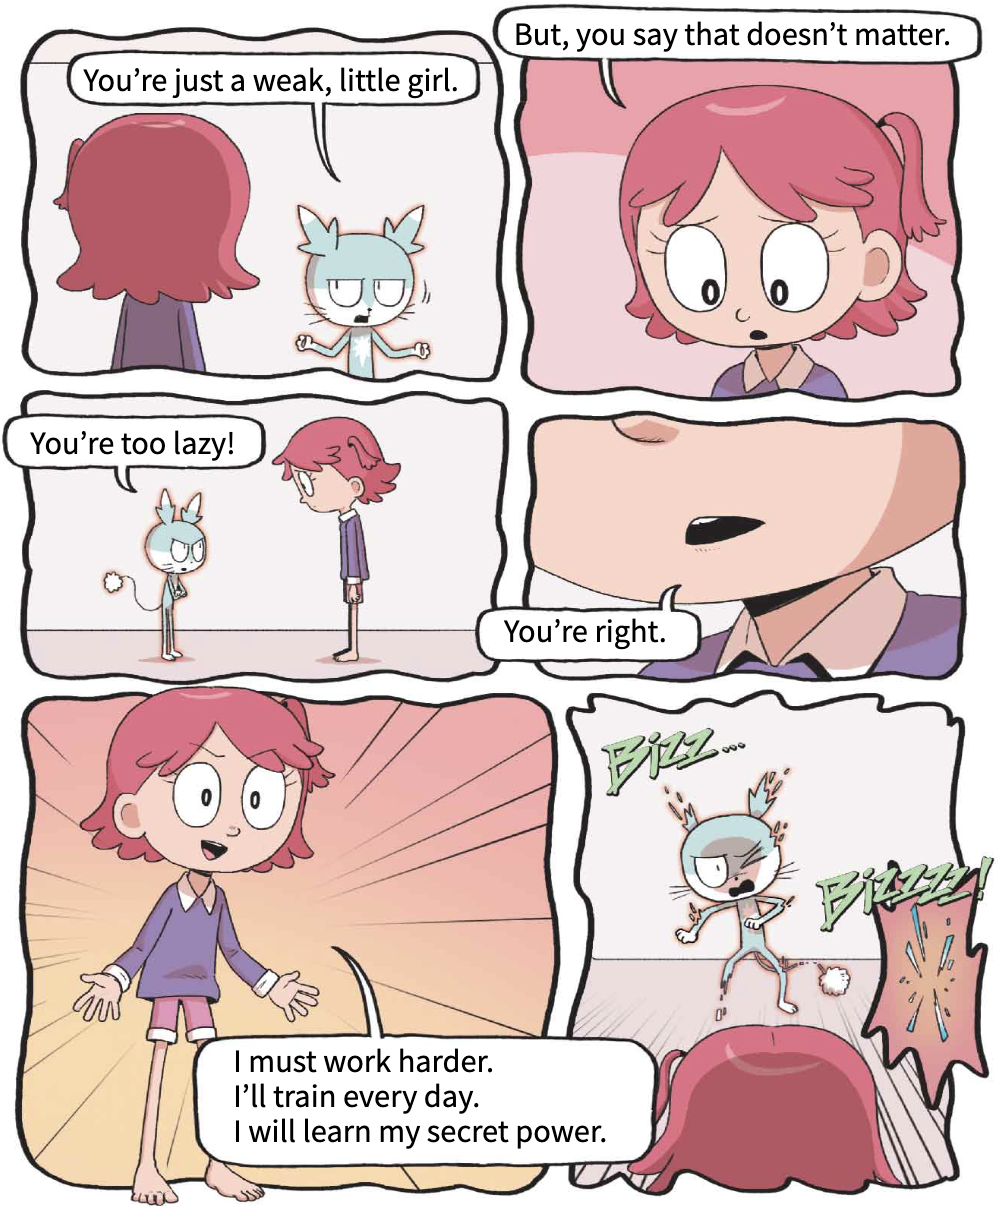 You're just a weak, little girl.
But, you say that doesn't matter.
You're too lazy!
You're right.
I must work harder.
I'll train every day.
I will learn my secret power.
Bizz...
Bizzzz!